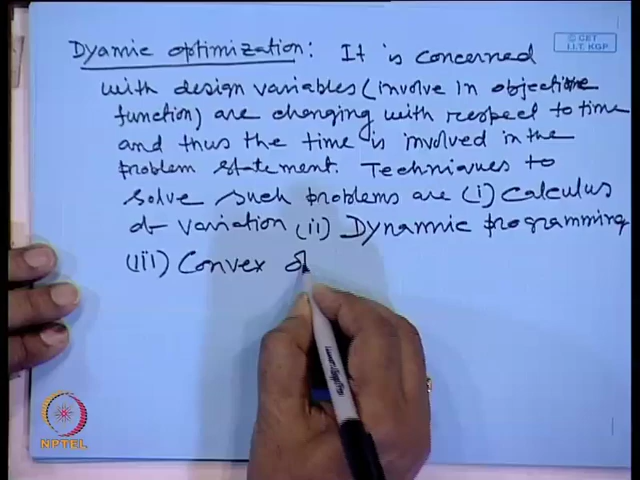 Dyamic optimization: It is concerned
© CET
I.I.T. KGP
with design variables (involve in objective
function) are changing with respect to time
and thus the time is involved in the
problem statement. Techniques to
solve such problems are (i) Calculus
of variation (ii) Dynamic programming
(iii) Convex
NPTEL